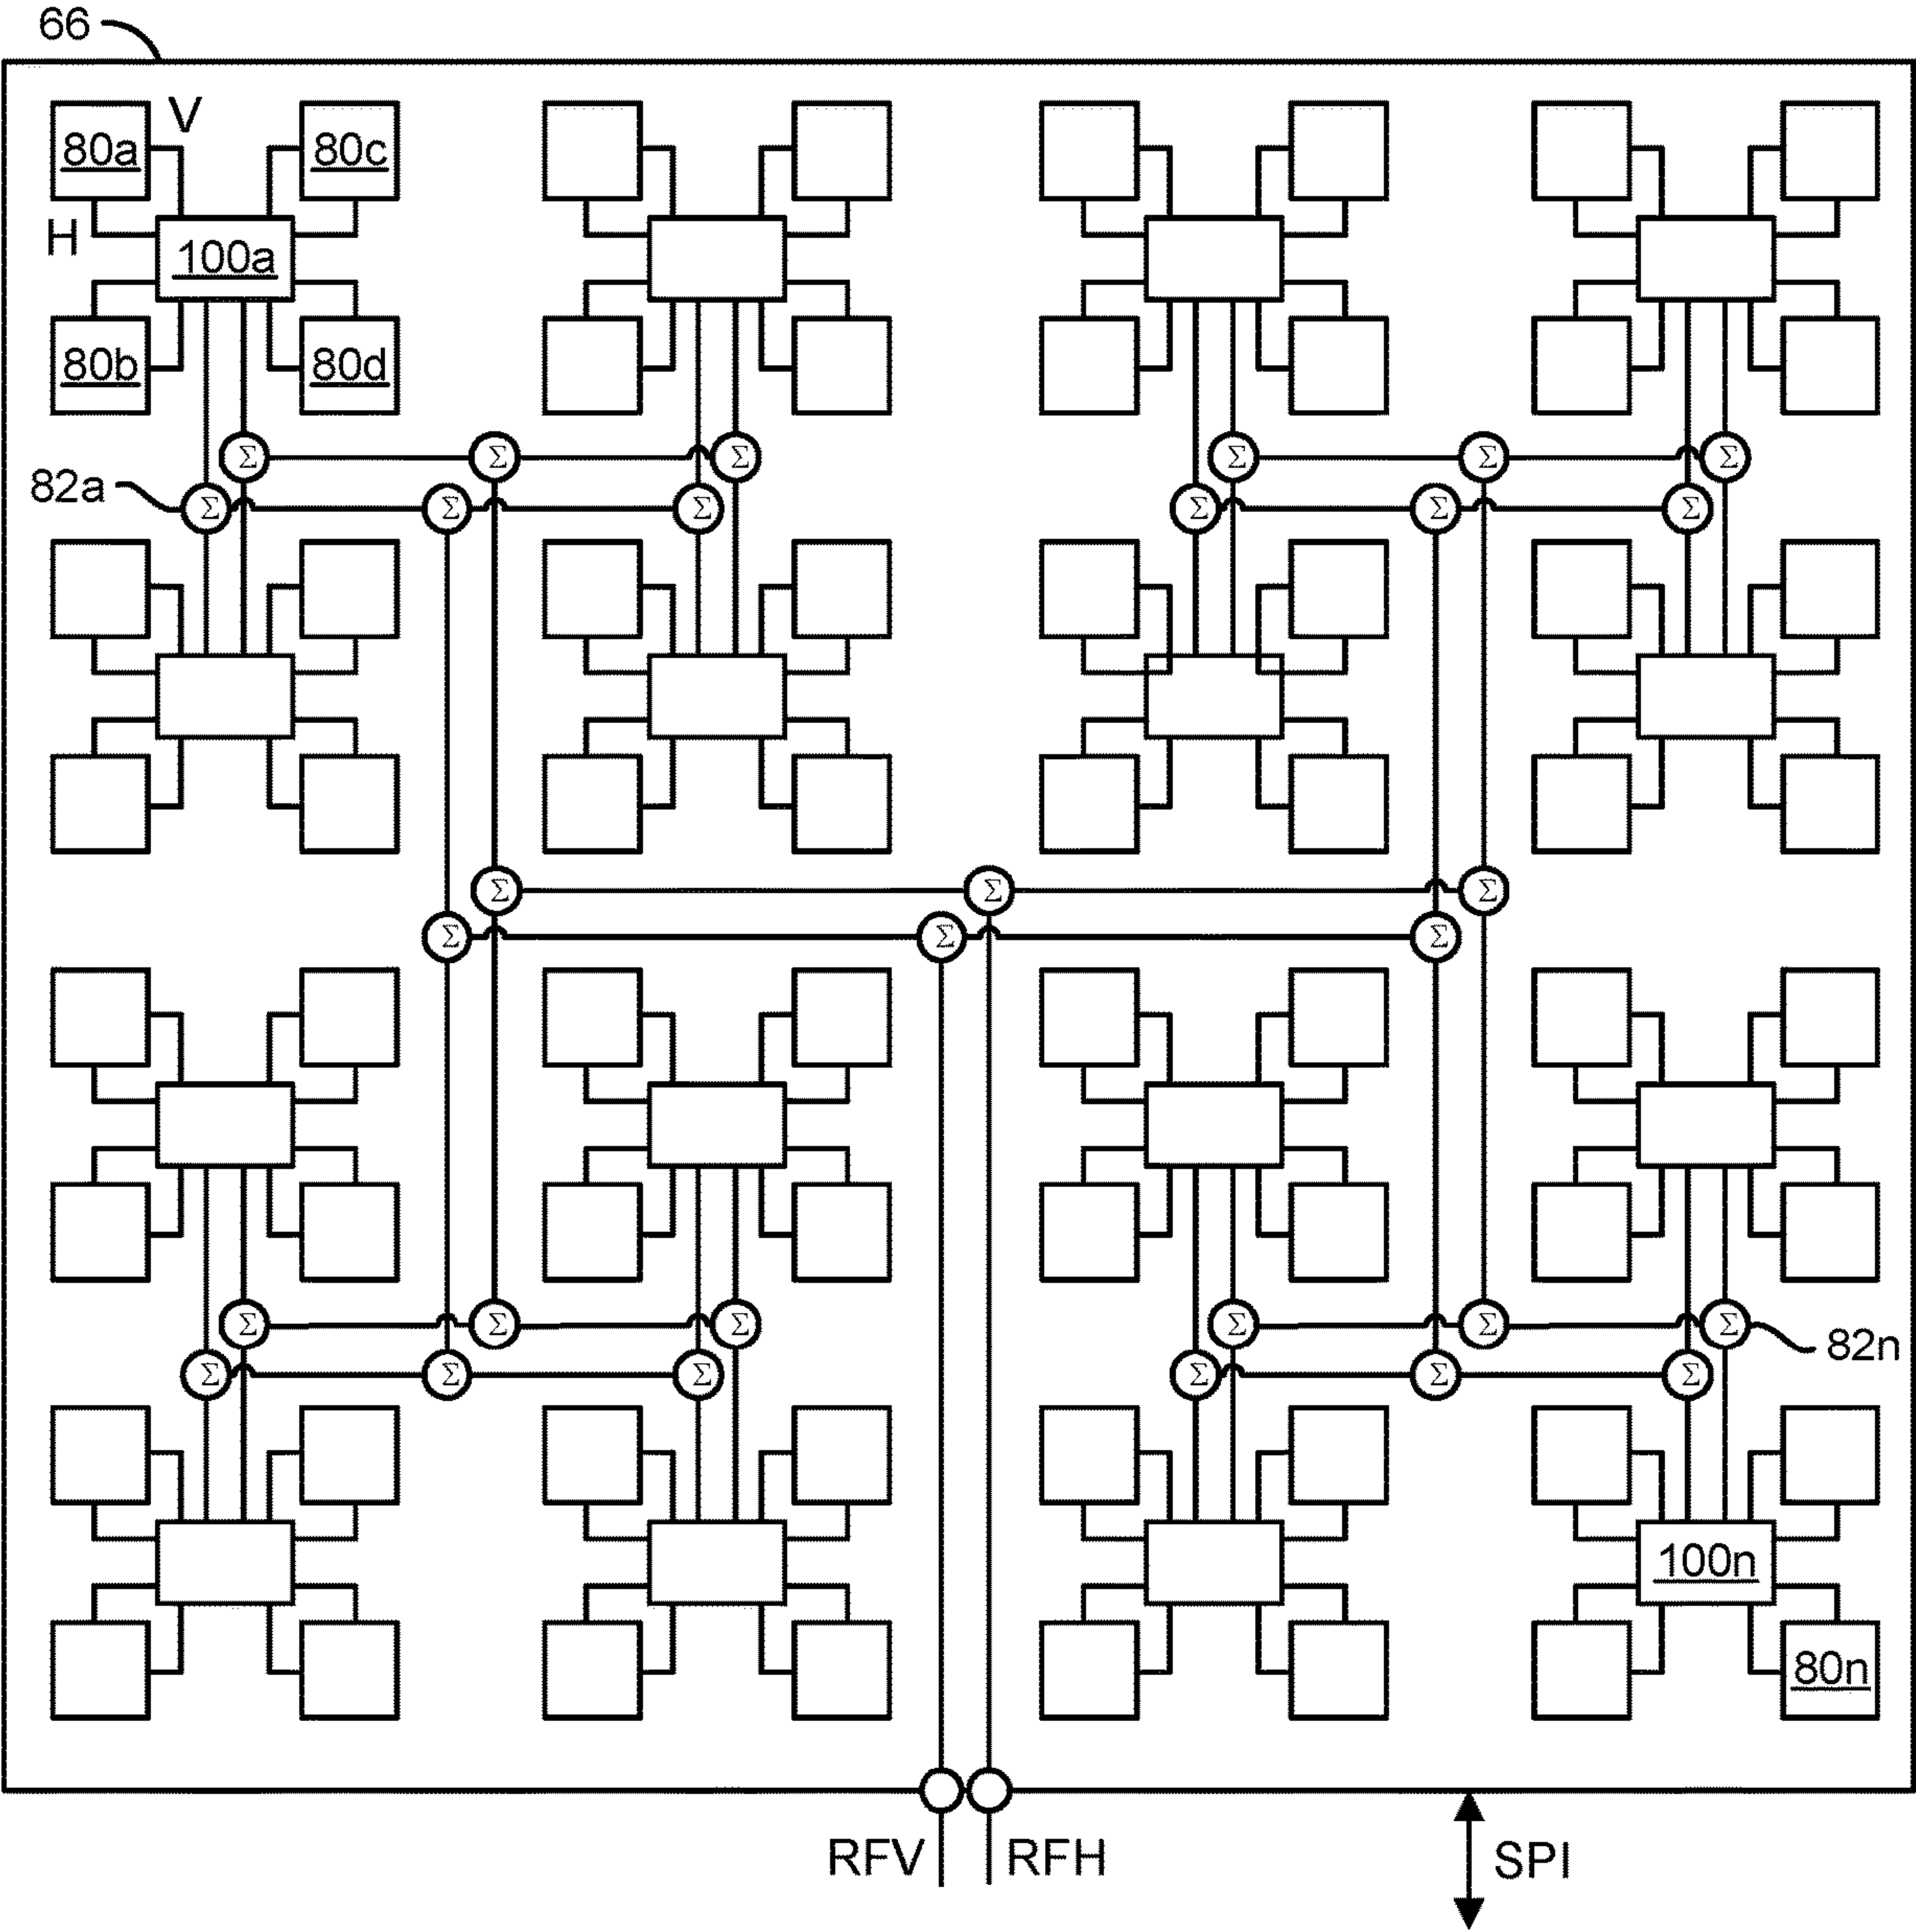 66
V
80a 80c
H
100a
80b 80d
Σ Σ Σ Σ Σ Σ
82a Σ Σ Σ Σ Σ Σ
Σ Σ Σ
Σ Σ Σ
Σ Σ Σ Σ Σ Σ 82n
Σ Σ Σ Σ Σ Σ
100n
80n
RFV RFH SPI